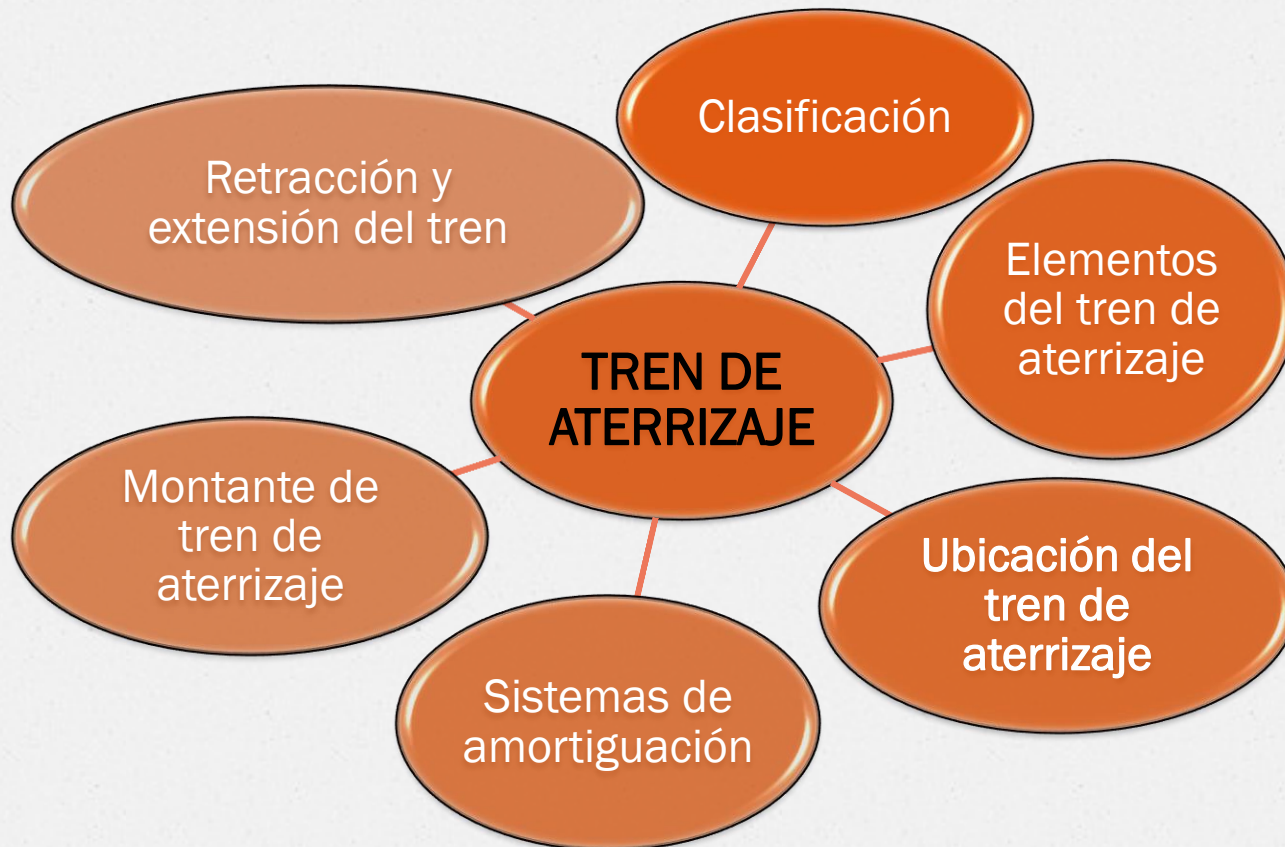 Clasificación
Retracción y
extensión del tren
Elementos
del tren de
aterrizaje
TREN DE
ATERRIZAJE
Montante de
tren de
aterrizaje
Ubicación del
tren de
aterrizaje
Sistemas de
amortiguación